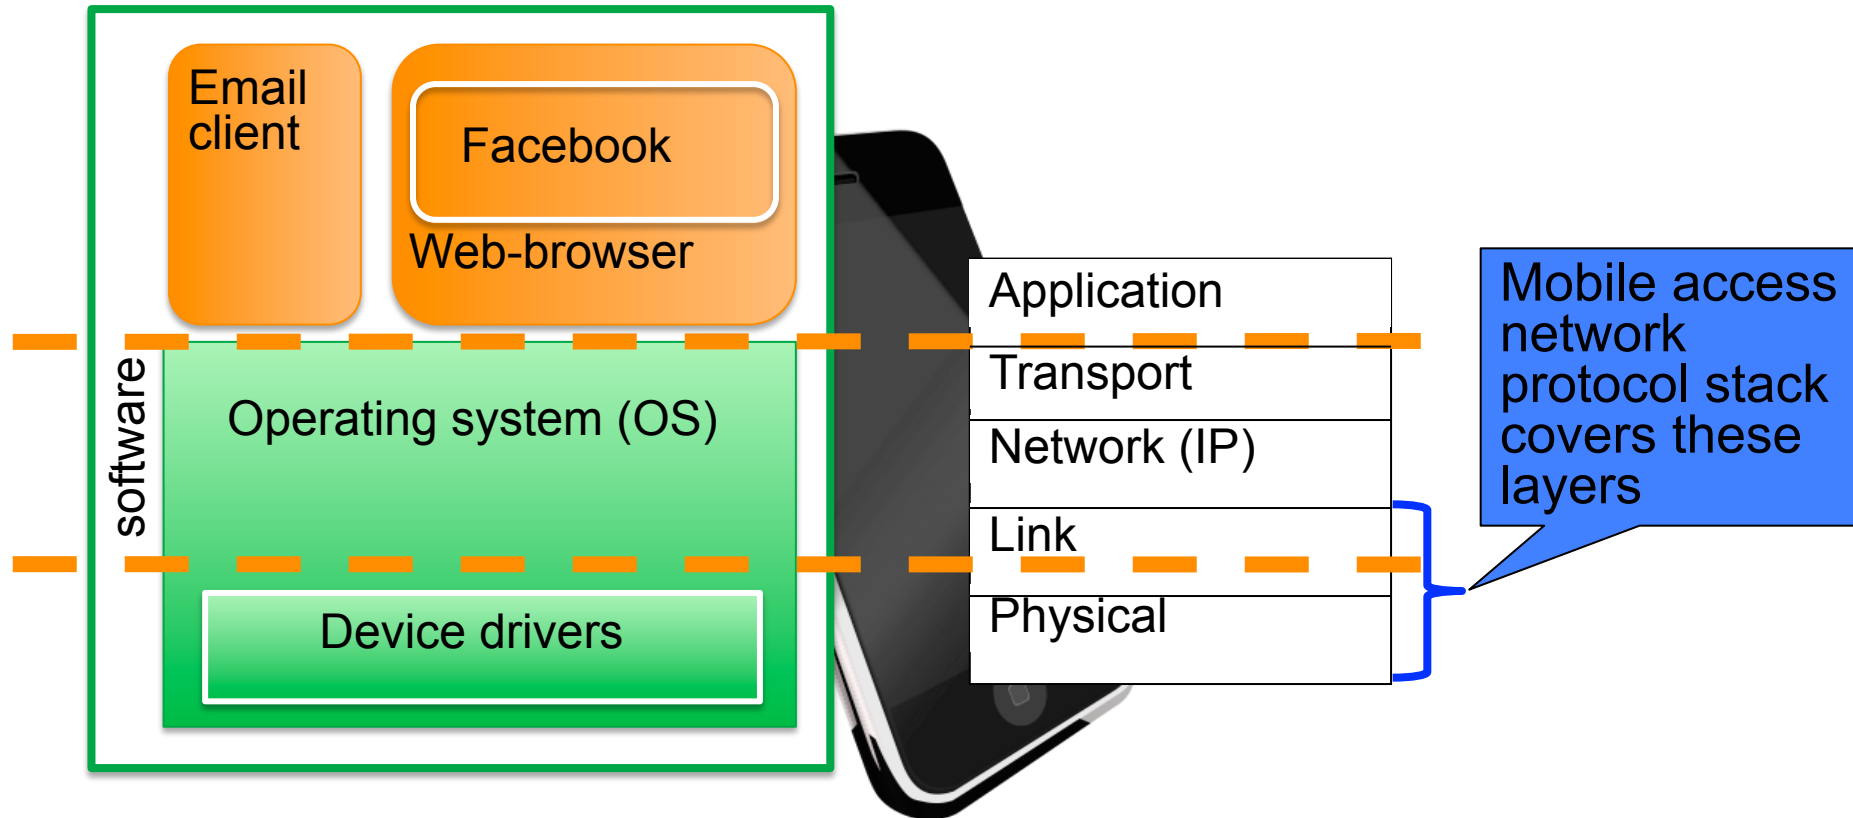 Email
client
Facebook
Web-browser
software
Operating system (OS)
Device drivers
Application
Transport
Network (IP)
Link
Physical
Mobile access
network
protocol stack
covers these
layers